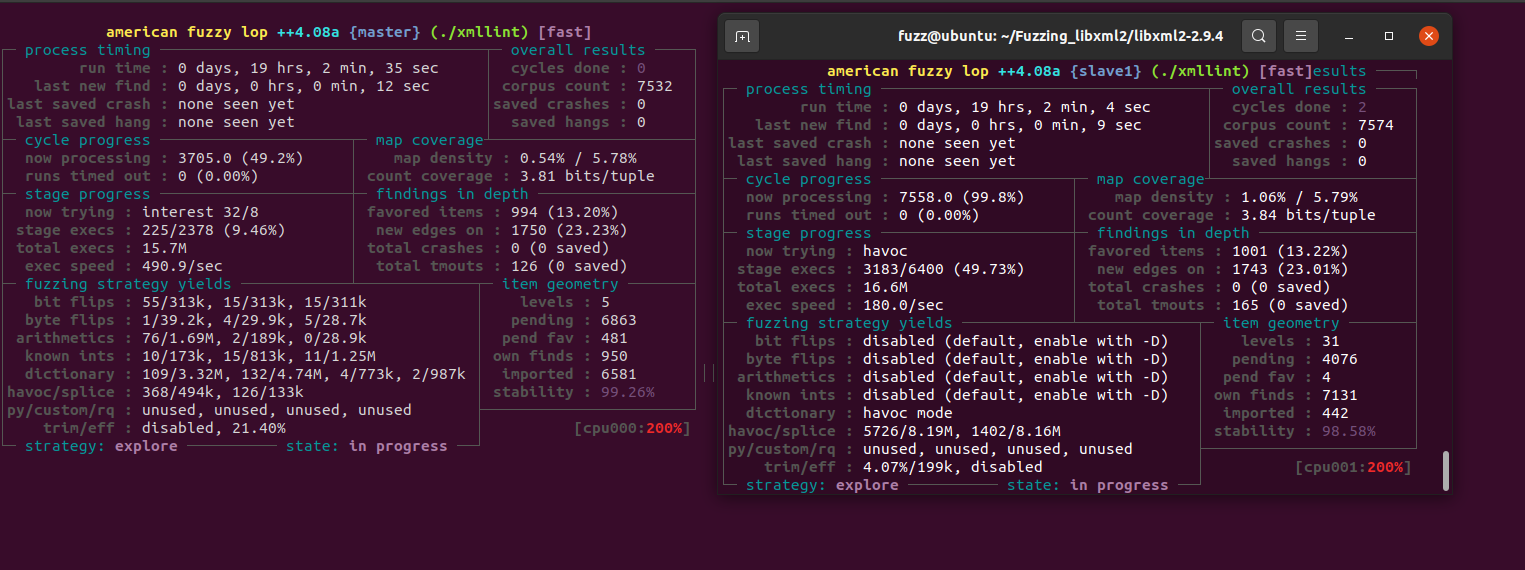 american fuzzy lop ++4.08a {master} (./xmllint) [fast]
process timing overall results
run time : 0 days, 19 hrs, 2 min, 35 sec cycles done : 0
last new find : 0 days, 0 hrs, 0 min, 12 sec corpus count : 7532
last saved crash : none seen yet saved crashes : 0
last saved hang : none seen yet saved hangs : 0
cycle progress map coverage
now processing : 3705.0 (49.2%) map density : 0.54% / 5.78%
runs timed out : 0 (0.00%) count coverage : 3.81 bits/tuple
stage progress findings in depth
now trying : interest 32/8 favored items : 994 (13.20%)
stage execs : 225/2378 (9.46%) new edges on : 1750 (23.23%)
total execs : 15.7M total crashes : 0 (0 saved)
exec speed : 490.9/sec total tmouts : 126 (0 saved)
fuzzing strategy yields item geometry
bit flips : 55/313k, 15/313k, 15/311k levels : 5
byte flips : 1/39.2k, 4/29.9k, 5/28.7k pending : 6863
arithmetics : 76/1.69M, 2/189k, 0/28.9k pend fav : 481
known ints : 10/173k, 15/813k, 11/1.25M own finds : 950
dictionary : 109/3.32M, 132/4.74M, 4/773k, 2/987k imported : 6581
havoc/splice : 368/494k, 126/133k stability : 99.26%
py/custom/rq : unused, unused, unused, unused
trim/eff : disabled, 21.40% [cpu000:200%]
strategy: explore state: in progress
fuzz@ubuntu: ~/Fuzzing_libxml2/libxml2-2.9.4
american fuzzy lop ++4.08a {slave1} (./xmllint) [fast]esults
process timing overall results
run time : 0 days, 19 hrs, 2 min, 4 sec cycles done : 2
last new find : 0 days, 0 hrs, 0 min, 9 sec corpus count : 7574
last saved crash : none seen yet saved crashes : 0
last saved hang : none seen yet saved hangs : 0
cycle progress map coverage
now processing : 7558.0 (99.8%) map density : 1.06% / 5.79%
runs timed out : 0 (0.00%) count coverage : 3.84 bits/tuple
stage progress findings in depth
now trying : havoc favored items : 1001 (13.22%)
stage execs : 3183/6400 (49.73%) new edges on : 1743 (23.01%)
total execs : 16.6M total crashes : 0 (0 saved)
exec speed : 180.0/sec total tmouts : 165 (0 saved)
fuzzing strategy yields item geometry
bit flips : disabled (default, enable with -D) levels : 31
byte flips : disabled (default, enable with -D) pending : 4076
arithmetics : disabled (default, enable with -D) pend fav : 4
known ints : disabled (default, enable with -D) own finds : 7131
dictionary : havoc mode imported : 442
havoc/splice : 5726/8.19M, 1402/8.16M stability : 98.58%
py/custom/rq : unused, unused, unused, unused
trim/eff : 4.07%/199k, disabled [cpu001:200%]
strategy: explore state: in progress